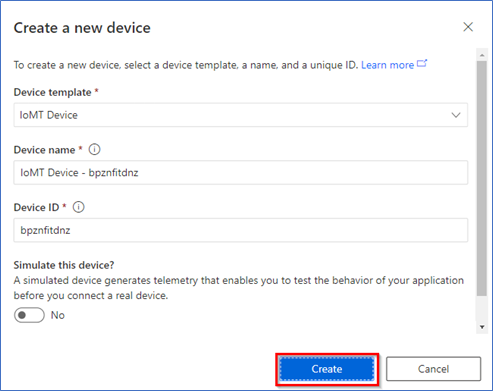 Create a new device
To create a new device, select a device template, a name, and a unique ID. Learn more
Device template *
IoMT Device
Device name *
IoMT Device - bpznfitdnz
Device ID *
bpznfitdnz
Simulate this device?
A simulated device generates telemetry that enables you to test the behavior of your application
before you connect a real device.
No
Create
Cancel